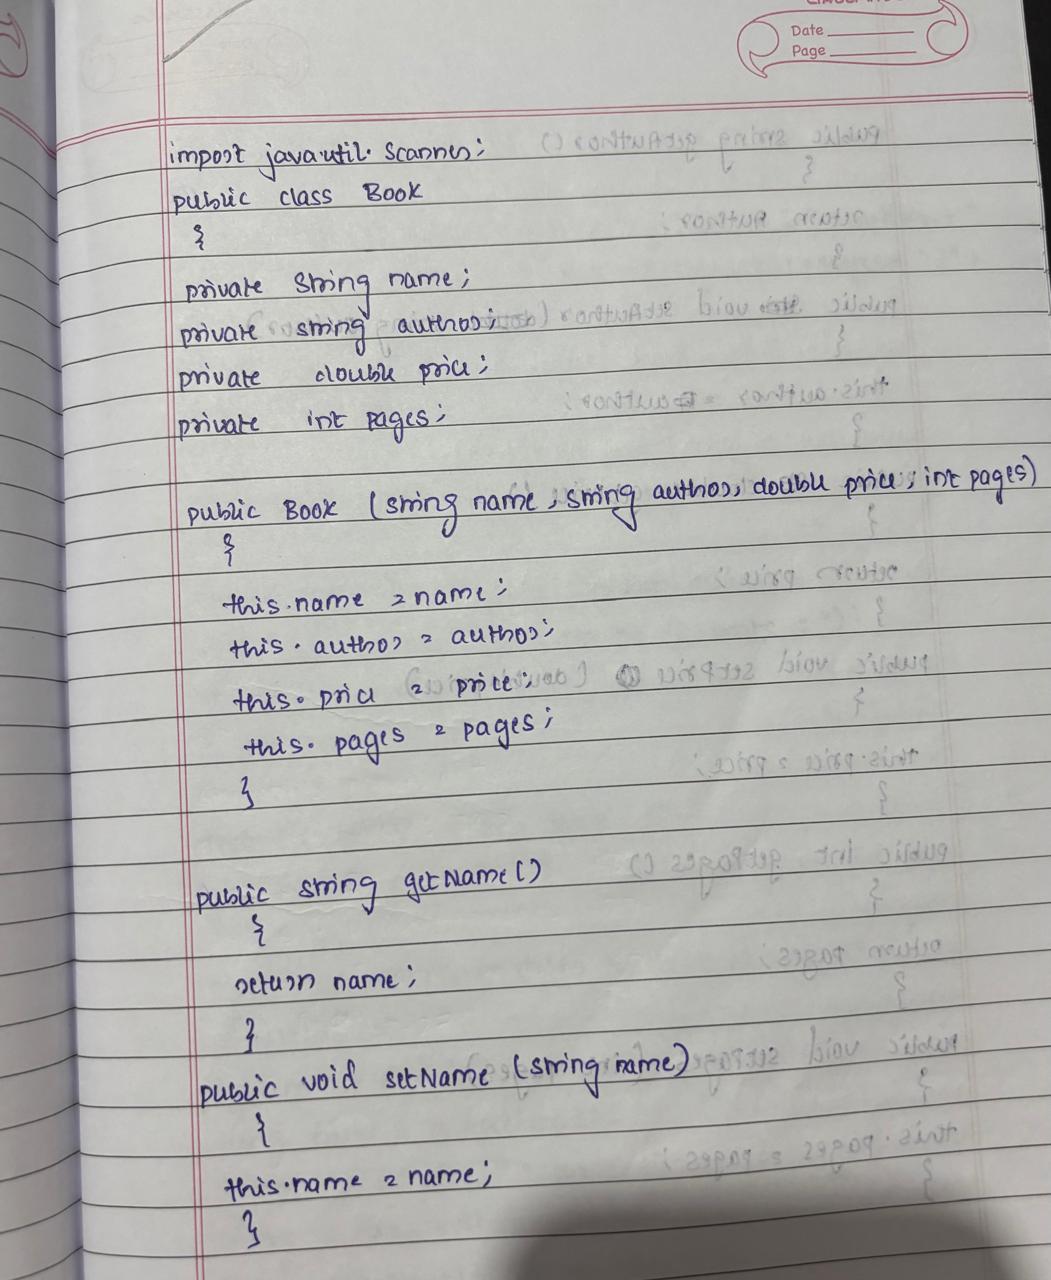 Date
Page
import java.util.Scanner;
public class Book
{
private String name;
private string author;
private double price;
private int pages;
public Book (string name, string author, double price, int pages)
{
this.name = name;
this.author = author;
this.price = price;
this.pages = pages;
}
public string getName()
{
return name;
}
public void setName (string name)
{
this.name = name;
}